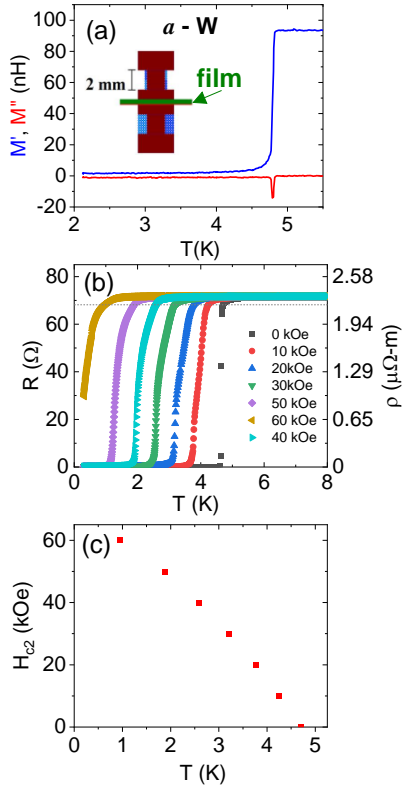 (a)
a - W
2 mm
film
M', M" (nH)
100
80
60
40
20
0
-20
2
3
4
5
T(K)
(b)
R (Ω)
80
60
40
20
0
0 kOe
10 kOe
20kOe
30kOe
50 kOe
60 kOe
40 kOe
2.58
1.94
1.29
0.65
0
ρ (μΩ-m)
0
2
4
6
8
T (K)
(c)
H_c2 (kOe)
60
40
20
0
0
1
2
3
4
5
T (K)